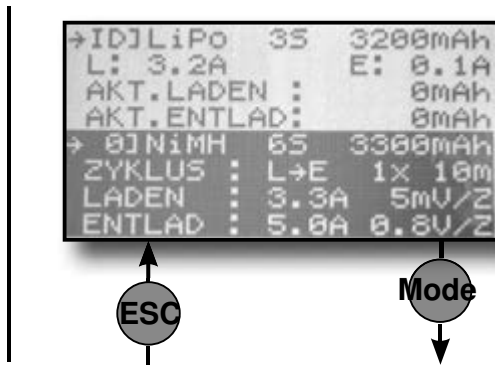 →ID]LiPo 3S 3200mAh
L: 3.2A E: 0.1A
AKT.LADEN : 0mAh
AKT.ENTLAD: 0mAh
→ 0]NiMH 6S 3300mAh
ZYKLUS : L→E 1× 10m
LADEN : 3.3A 5mV/Z
ENTLAD : 5.0A 0.8V/Z
ESC
Mode